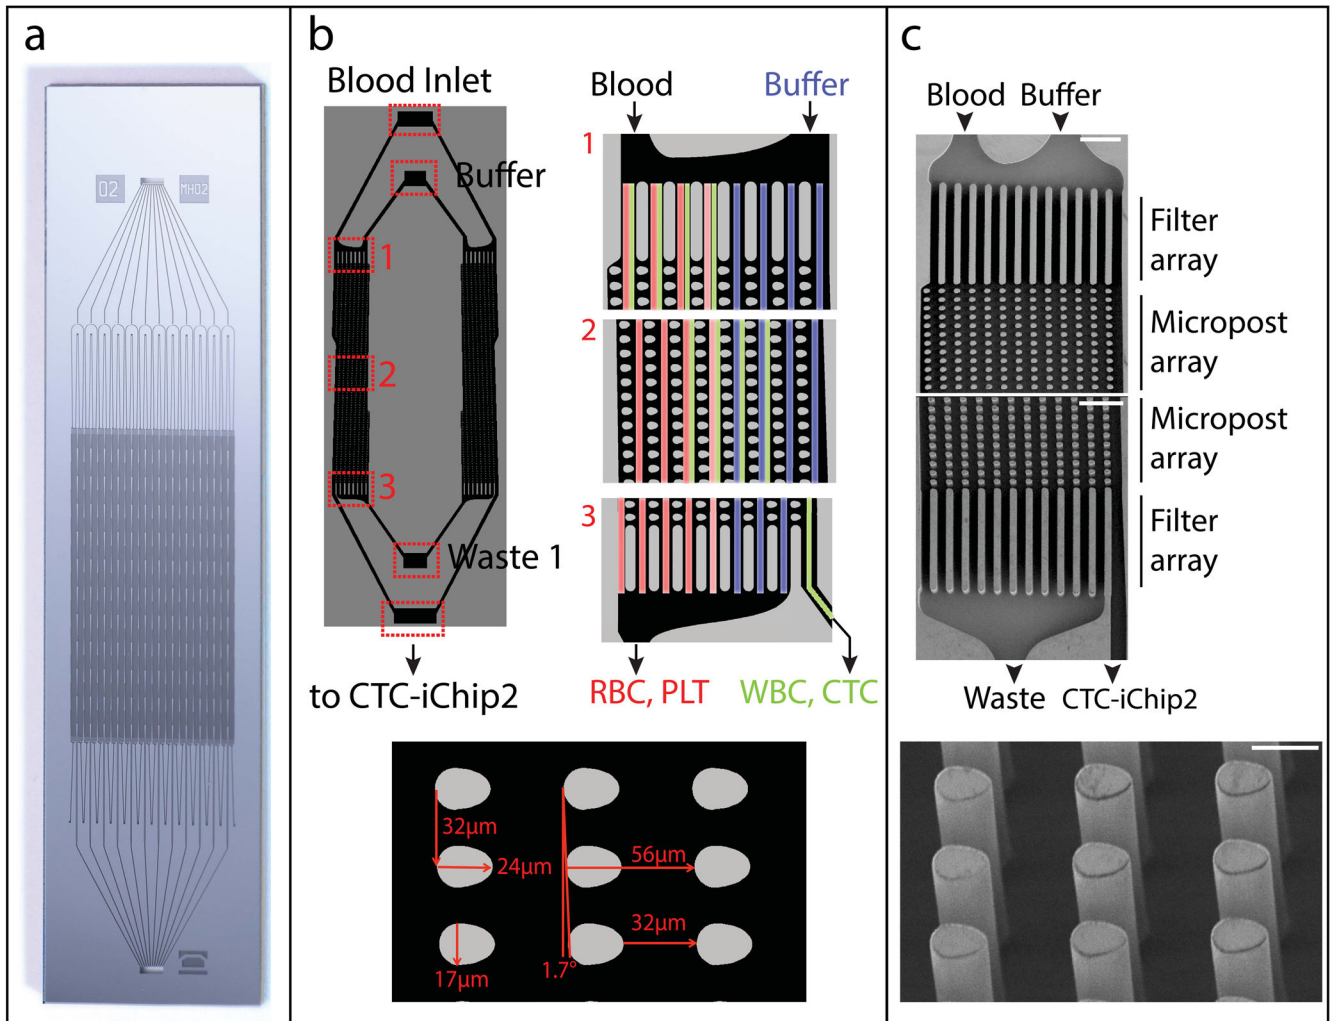 a
O2
MH02
b
Blood Inlet
Buffer
1
2
3
Waste 1
to CTC-iChip2
Blood
Buffer
1
2
3
RBC, PLT
WBC, CTC
32μm
24μm
56μm
32μm
17μm
1.7°
c
Blood
Buffer
Filter
array
Micropost
array
Micropost
array
Filter
array
Waste
CTC-iChip2